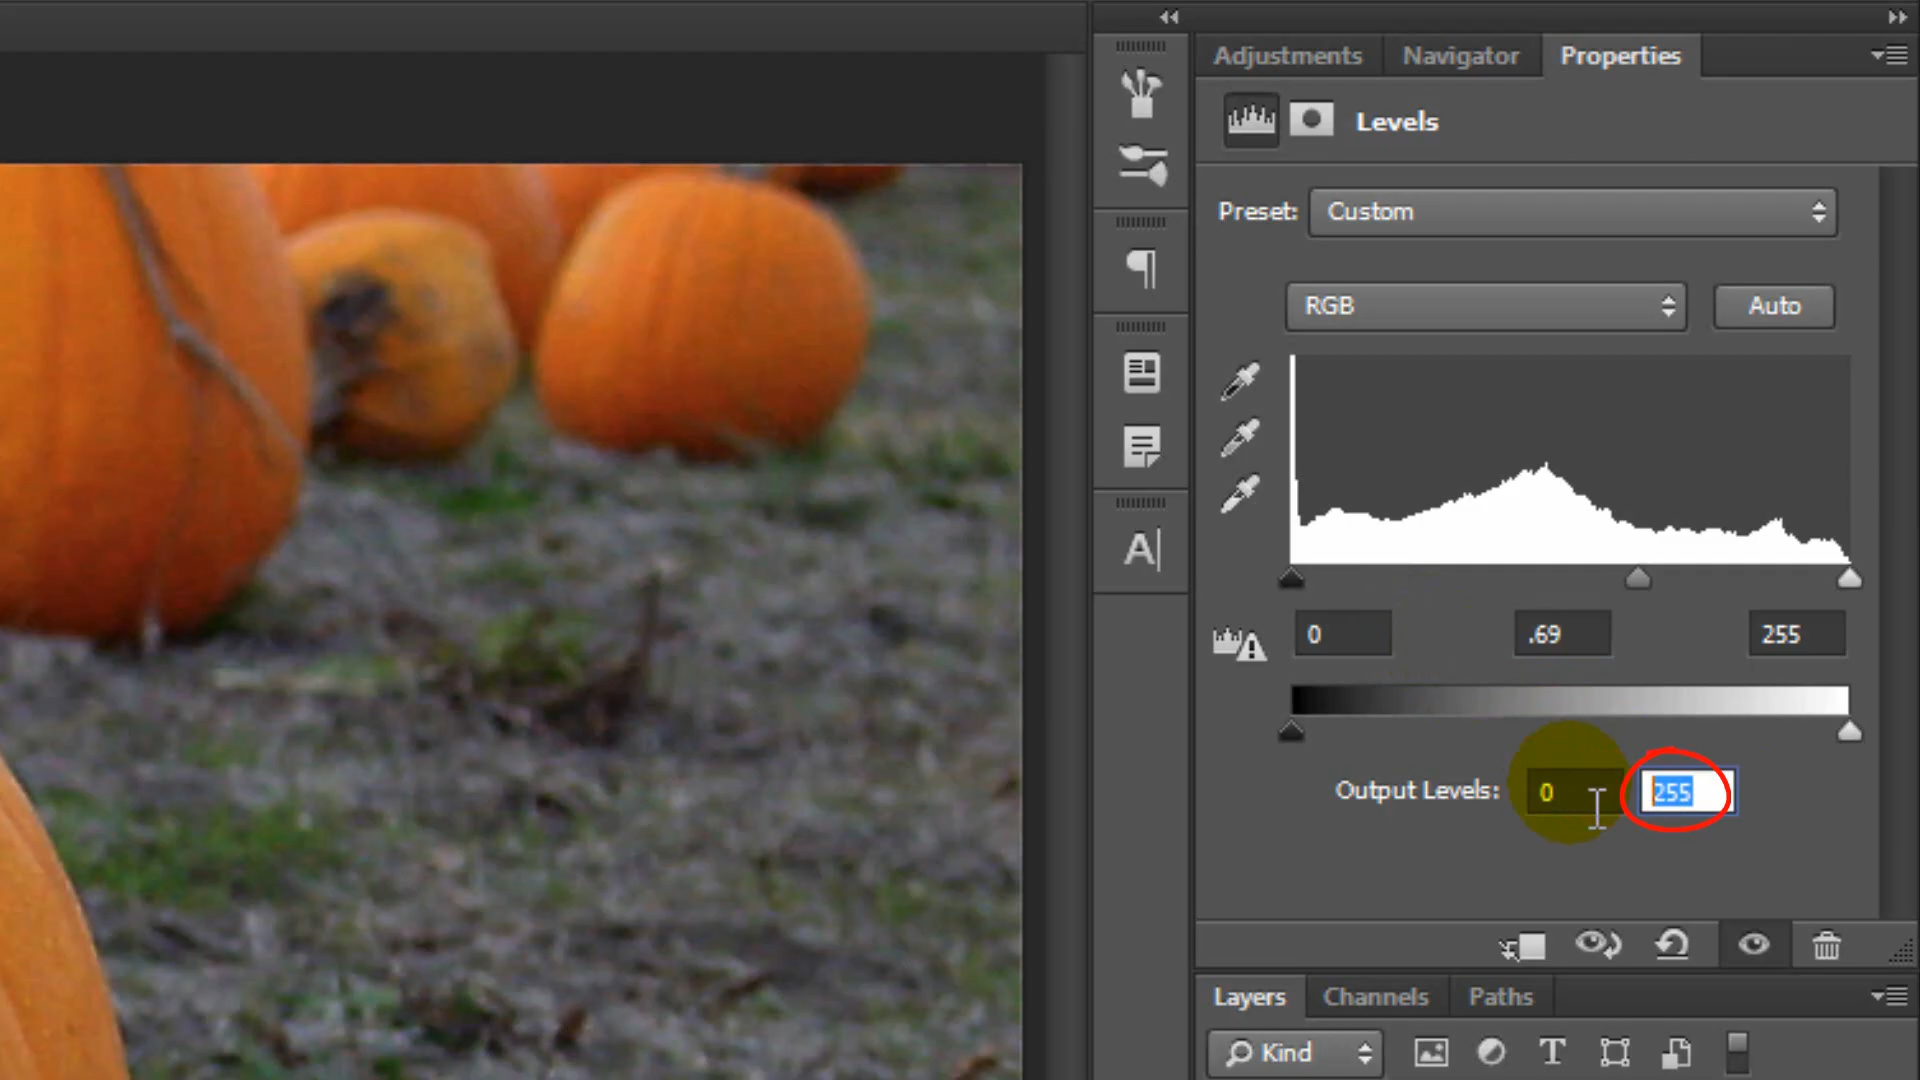 Adjustments Navigator Properties
Levels
Preset: Custom
RGB Auto
A
0 .69 255
Output Levels: 0 255
Layers Channels Paths
Kind
T